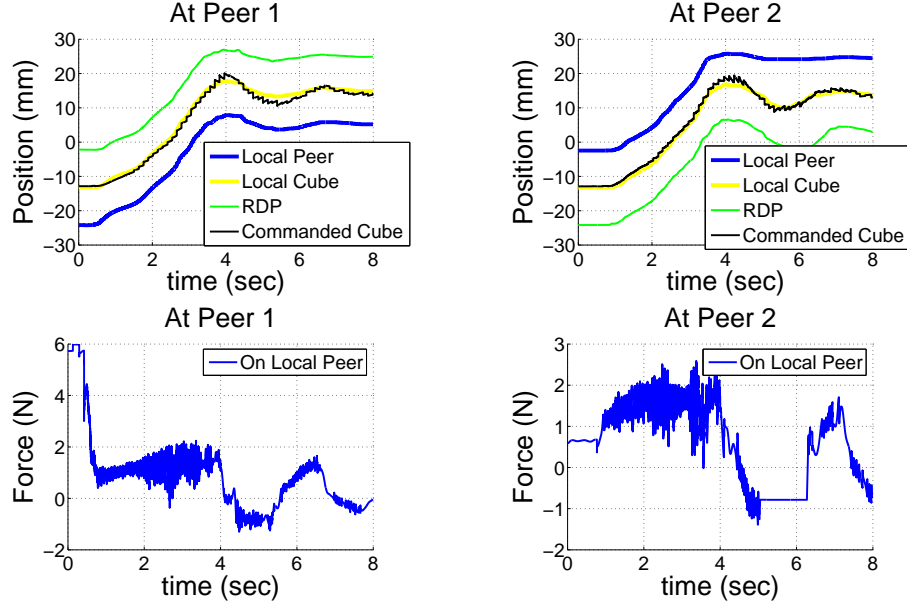 At Peer 1
Position (mm)
30
20
10
0
−10
−20
−30
0 2 4 6 8
time (sec)
Local Peer
Local Cube
RDP
Commanded Cube
At Peer 2
Position (mm)
30
20
10
0
−10
−20
−30
0 2 4 6 8
time (sec)
Local Peer
Local Cube
RDP
Commanded Cube
At Peer 1
Force (N)
6
4
2
0
−2
0 2 4 6 8
time (sec)
On Local Peer
At Peer 2
Force (N)
3
2
1
0
−1
−2
0 2 4 6 8
time (sec)
On Local Peer